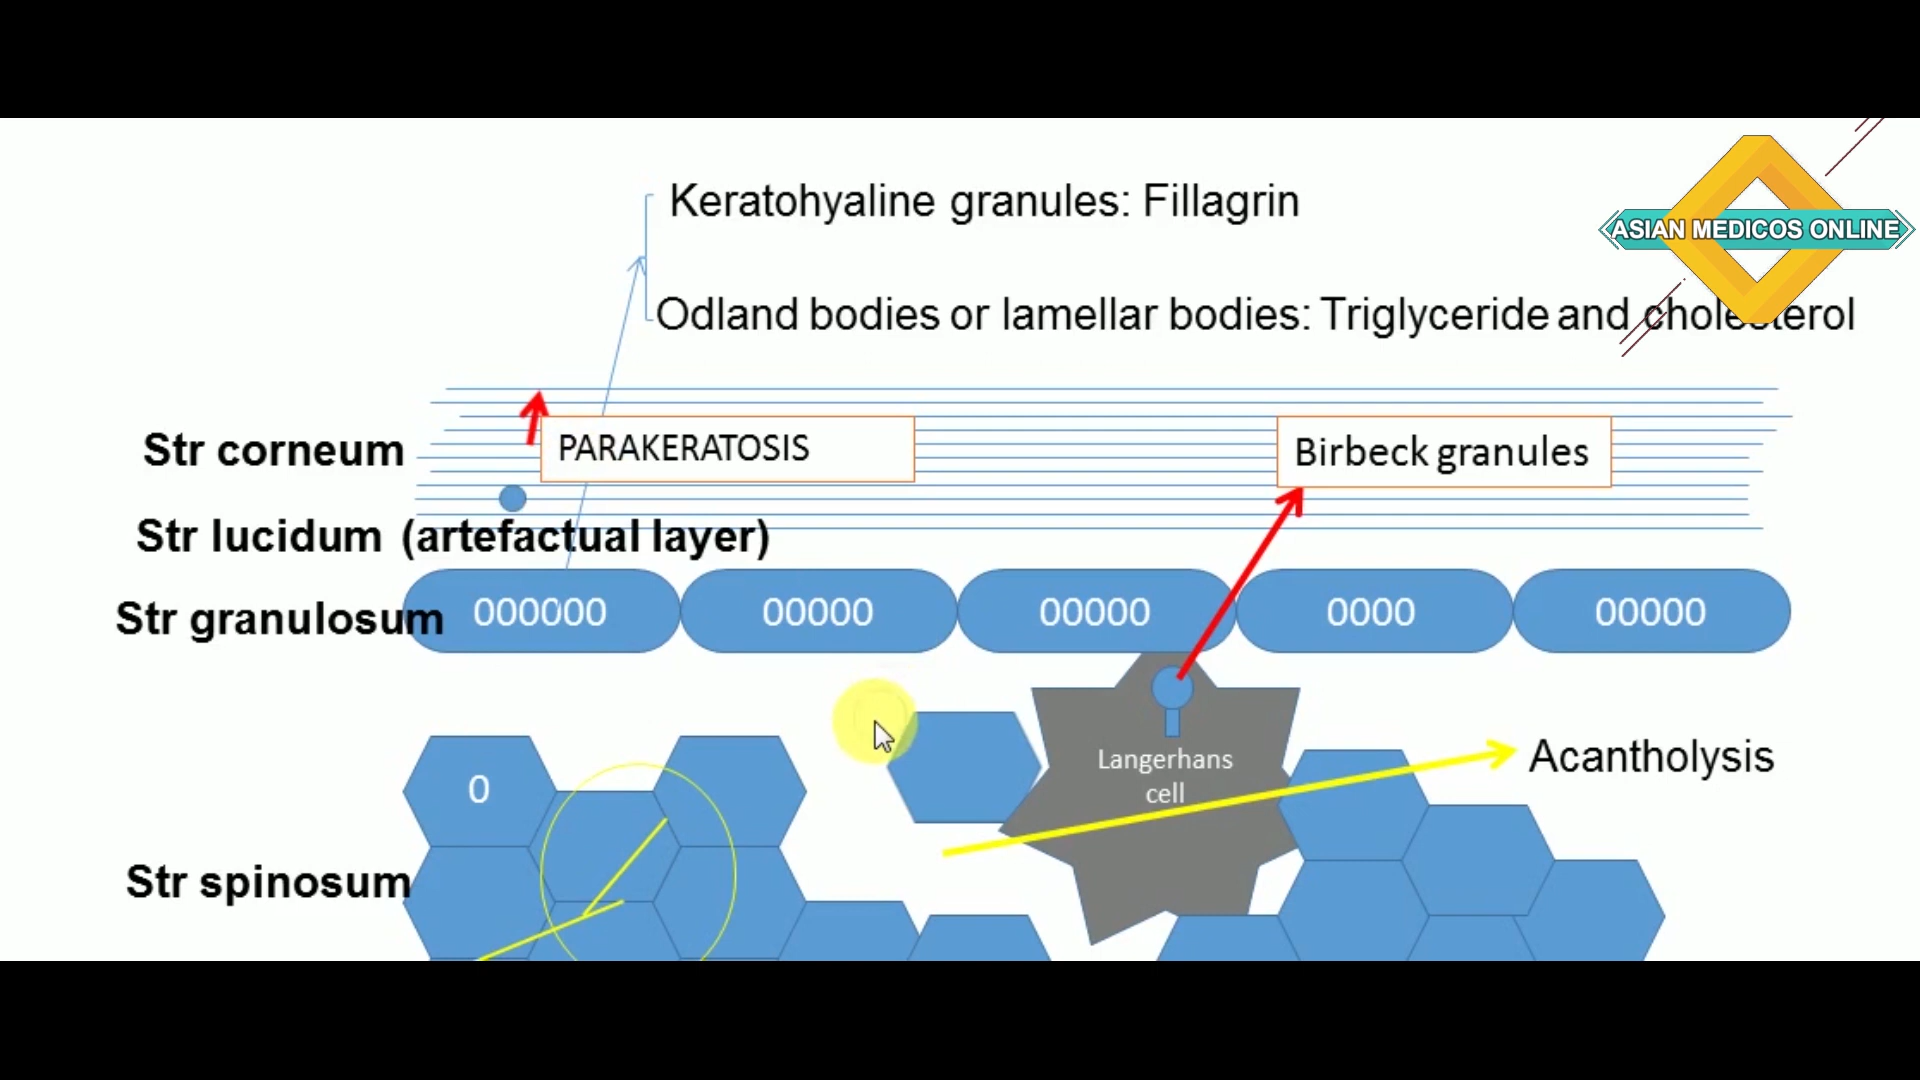 Keratohyaline granules: Fillagrin
ASIAN MEDICOS ONLINE
Odland bodies or lamellar bodies: Triglyceride and cholesterol
Str corneum
PARAKERATOSIS
Birbeck granules
Str lucidum (artefactual layer)
Str granulosum
000000 00000 00000 0000 00000
Langerhans
cell
Acantholysis
0
Str spinosum